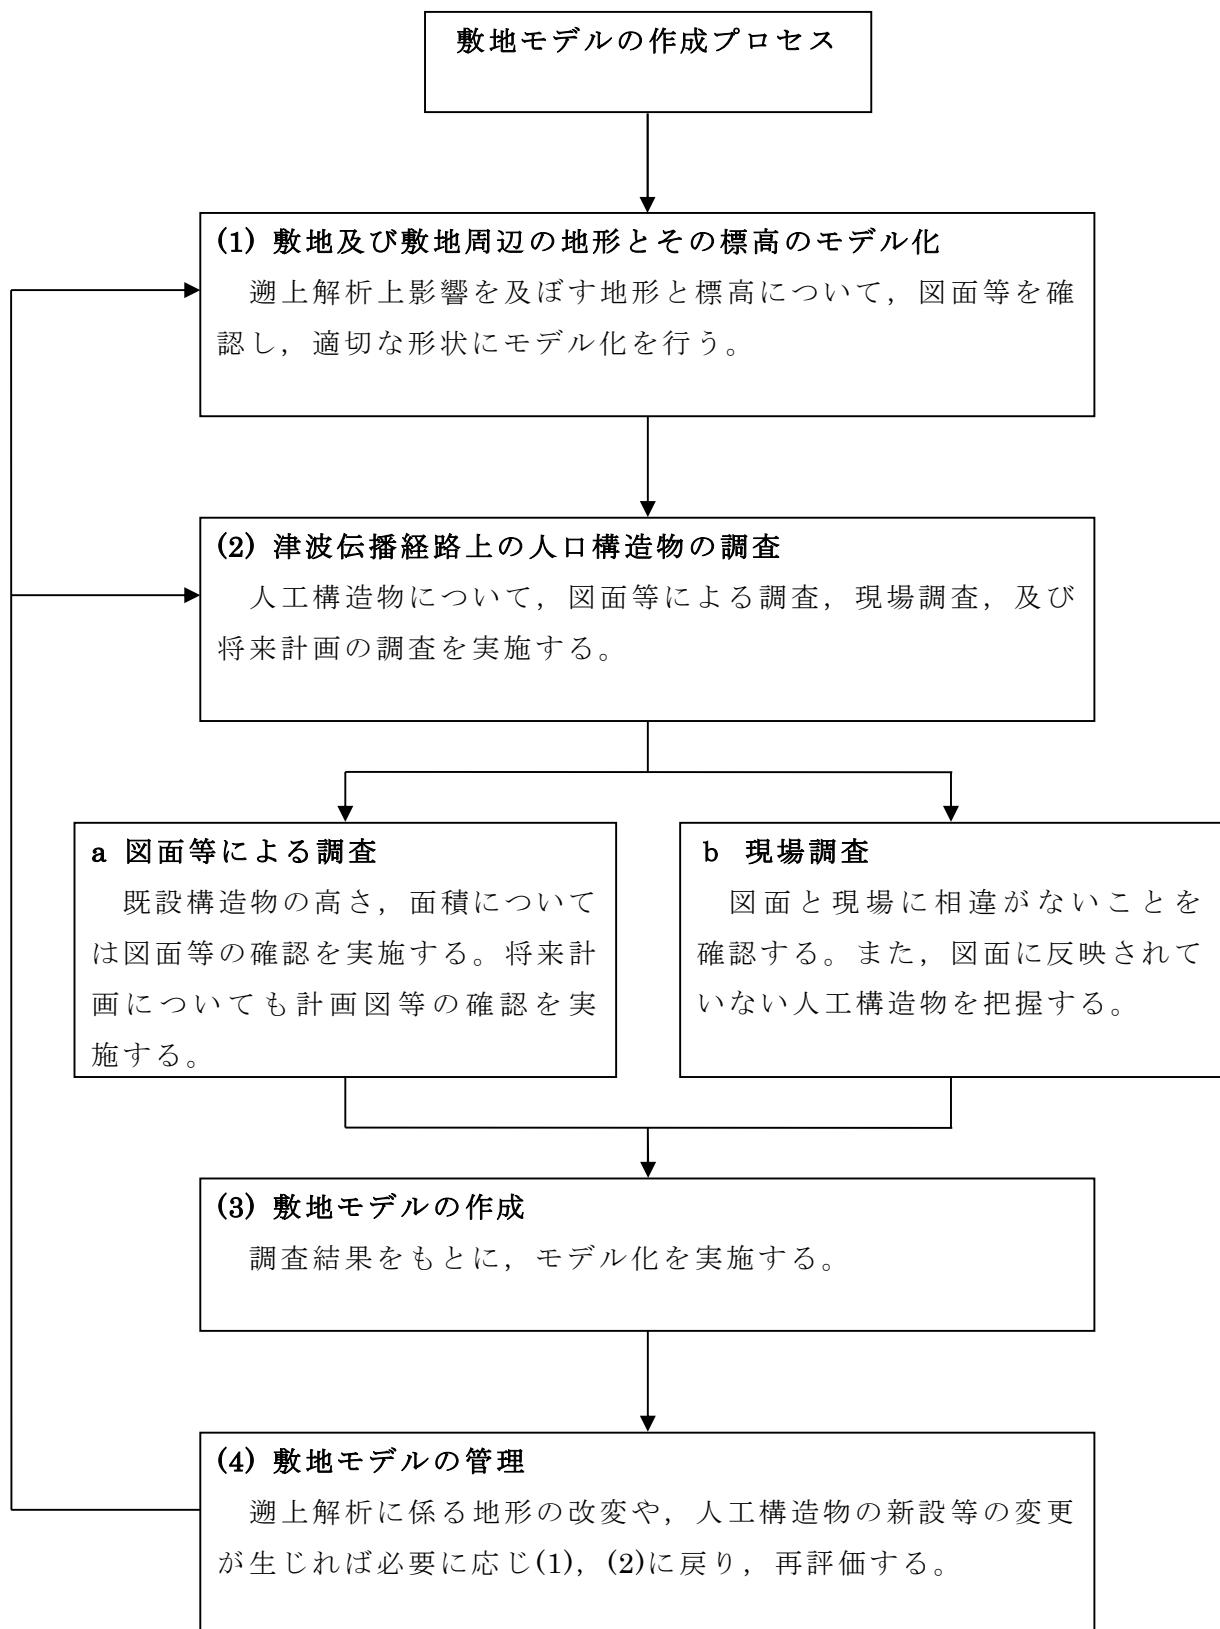 敷地モデルの作成プロセス
(1) 敷地及び敷地周辺の地形とその標高のモデル化
遡上解析上影響を及ぼす地形と標高について，図面等を確
認し，適切な形状にモデル化を行う。
(2) 津波伝播経路上の人口構造物の調査
人工構造物について，図面等による調査，現場調査，及び
将来計画の調査を実施する。
a 図面等による調査
既設構造物の高さ，面積について
は図面等の確認を実施する。将来計
画についても計画図等の確認を実
施する。
b 現場調査
図面と現場に相違がないことを
確認する。また，図面に反映されて
いない人工構造物を把握する。
(3) 敷地モデルの作成
調査結果をもとに，モデル化を実施する。
(4) 敷地モデルの管理
遡上解析に係る地形の改変や，人工構造物の新設等の変更
が生じれば必要に応じ(1)，(2)に戻り，再評価する。